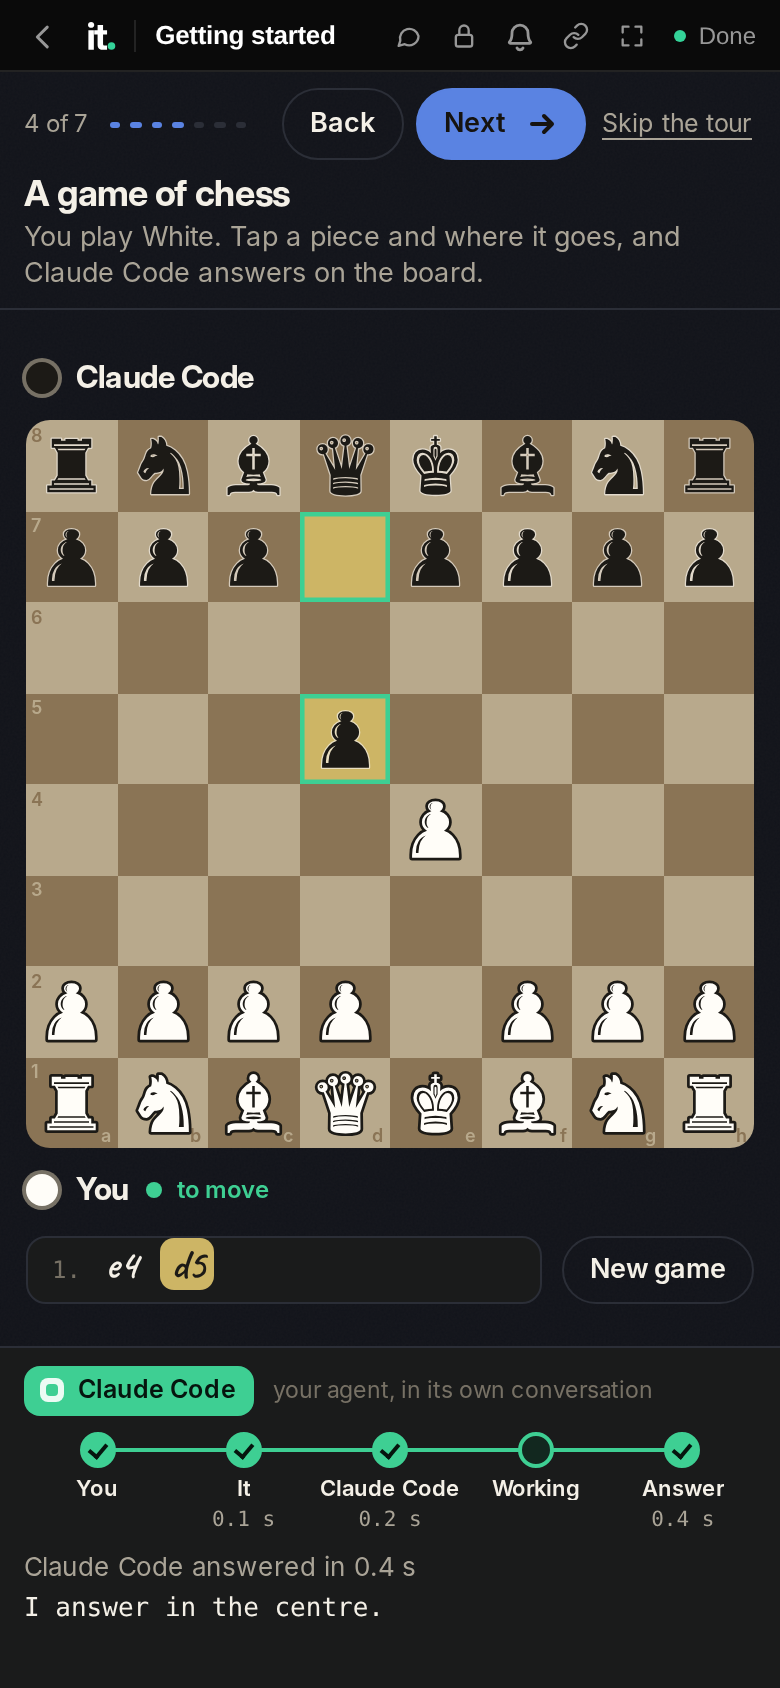 it.
Getting started
Done
4 of 7
Back
Next
Skip the tour
A game of chess
You play White. Tap a piece and where it goes, and
Claude Code answers on the board.
Claude Code
8
7
6
5
4
3
2
1
a b c d e f g h
You
to move
1. e4 d5
New game
Claude Code
your agent, in its own conversation
You It Claude Code Working Answer
0.1 s 0.2 s 0.4 s
Claude Code answered in 0.4 s
I answer in the centre.